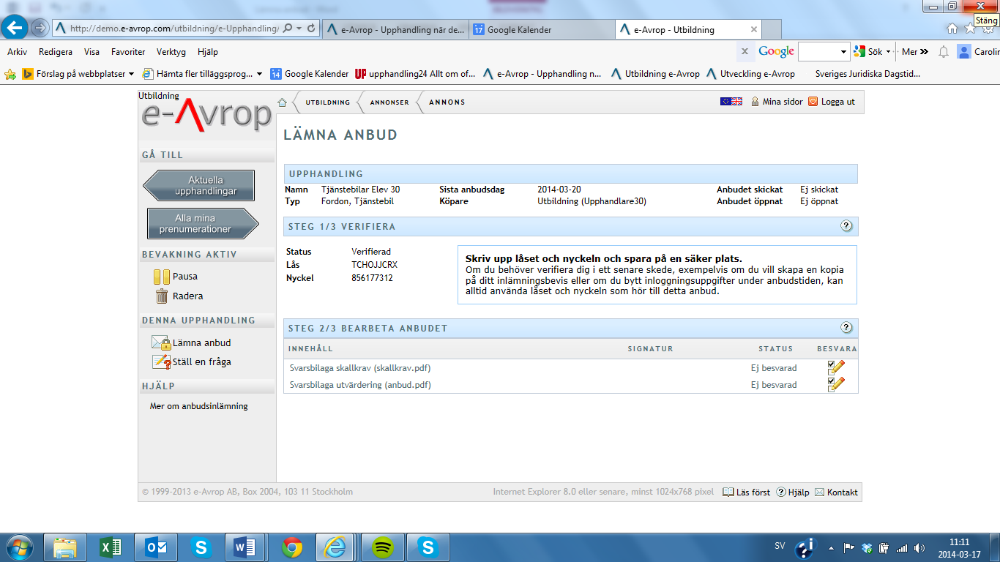 Stäng
http://demo.e-avrop.com/utbildning/e-Upphandling/
e-Avrop - Upphandling när de...
17 Google Kalender
e-Avrop - Utbildning
Arkiv Redigera Visa Favoriter Verktyg Hjälp
x Google Sök Mer »
Förslag på webbplatser
Hämta fler tilläggsprog...
14 Google Kalender
UP upphandling24 Allt om of...
e-Avrop - Upphandling n...
Utbildning e-Avrop
Utveckling e-Avrop
Sveriges Juridiska Dagstid...
Utbildning
e-Avrop
UTBILDNING ANNONSER ANNONS
Mina sidor Logga ut
GÅ TILL
Aktuella
upphandlingar
Alla mina
prenumerationer
BEVAKNING AKTIV
Pausa
Radera
DENNA UPPHANDLING
Lämna anbud
Ställ en fråga
HJÄLP
Mer om anbudsinlämning
LÄMNA ANBUD
UPPHANDLING
Namn Tjänstebilar Elev 30 Sista anbudsdag 2014-03-20 Anbudet skickat Ej skickat
Typ Fordon, Tjänstebil Köpare Utbildning (Upphandlare30) Anbudet öppnat Ej öppnat
STEG 1/3 VERIFIERA ?
Status Verifierad
Lås TCHOJJCRX
Nyckel 856177312
Skriv upp låset och nyckeln och spara på en säker plats.
Om du behöver verifiera dig i ett senare skede, exempelvis om du vill skapa en kopia
på ditt inlämningsbevis eller om du bytt inloggningsuppgifter under anbudstiden, kan
alltid använda låset och nyckeln som hör till detta anbud.
STEG 2/3 BEARBETA ANBUDET ?
INNEHÅLL SIGNATUR STATUS BESVARA
Svarsbilaga skallkrav (skallkrav.pdf) Ej besvarad
Svarsbilaga utvärdering (anbud.pdf) Ej besvarad
© 1999-2013 e-Avrop AB, Box 2004, 103 11 Stockholm
Internet Explorer 8.0 eller senare, minst 1024x768 pixel
Läs först ? Hjälp Kontakt
SV
11:11
2014-03-17